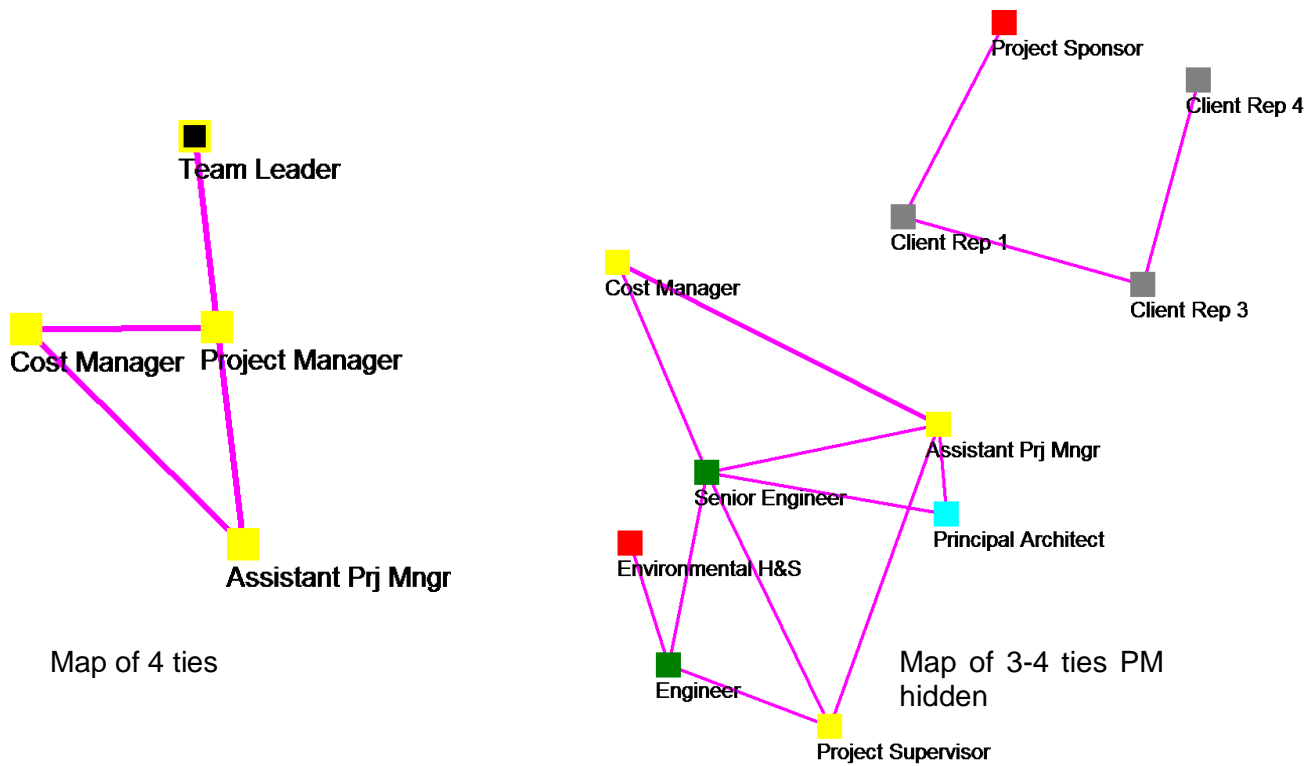 Project Sponsor
Client Rep 4
Team Leader
Client Rep 1
Cost Manager
Client Rep 3
Cost Manager
Project Manager
Assistant Prj Mngr
Senior Engineer
Principal Architect
Environmental H&S
Assistant Prj Mngr
Map of 4 ties
Map of 3-4 ties PM
hidden
Engineer
Project Supervisor